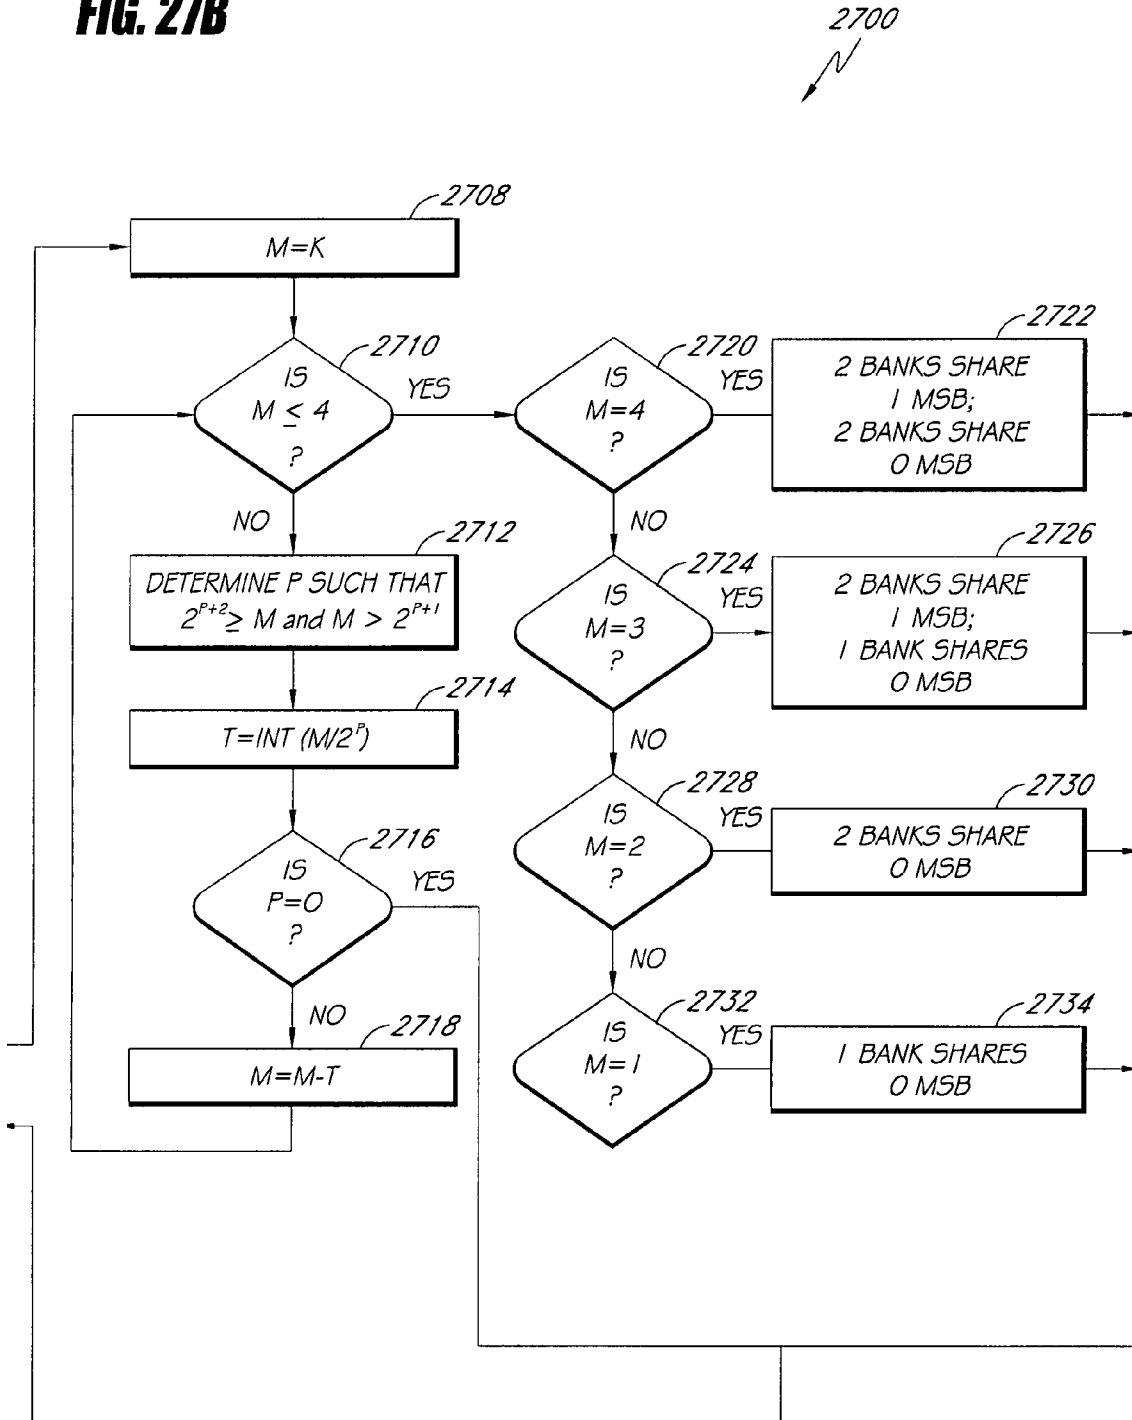 FIG. 27B
2700
2708
M=K
2710
IS
M ≤ 4
?
YES
NO
2712
DETERMINE P SUCH THAT
2^{P+2} ≥ M and M > 2^{P+1}
2714
T=INT (M/2^P)
2716
IS
P=0
?
YES
NO
2718
M=M-T
2720
IS
M=4
?
YES
NO
2722
2 BANKS SHARE
1 MSB;
2 BANKS SHARE
0 MSB
2724
IS
M=3
?
YES
NO
2726
2 BANKS SHARE
1 MSB;
1 BANK SHARES
0 MSB
2728
IS
M=2
?
YES
NO
2730
2 BANKS SHARE
0 MSB
2732
IS
M=1
?
YES
2734
1 BANK SHARES
0 MSB